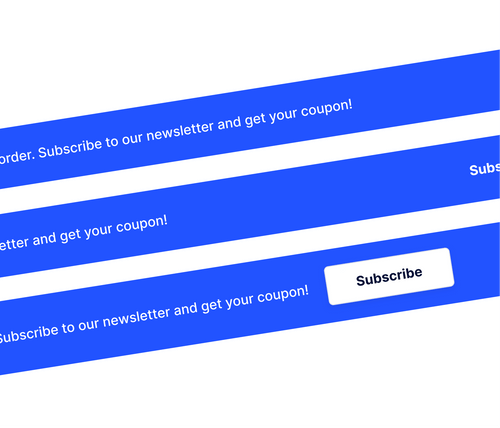 order. Subscribe to our newsletter and get your coupon!
etter and get your coupon! Subs
Subscribe to our newsletter and get your coupon! Subscribe